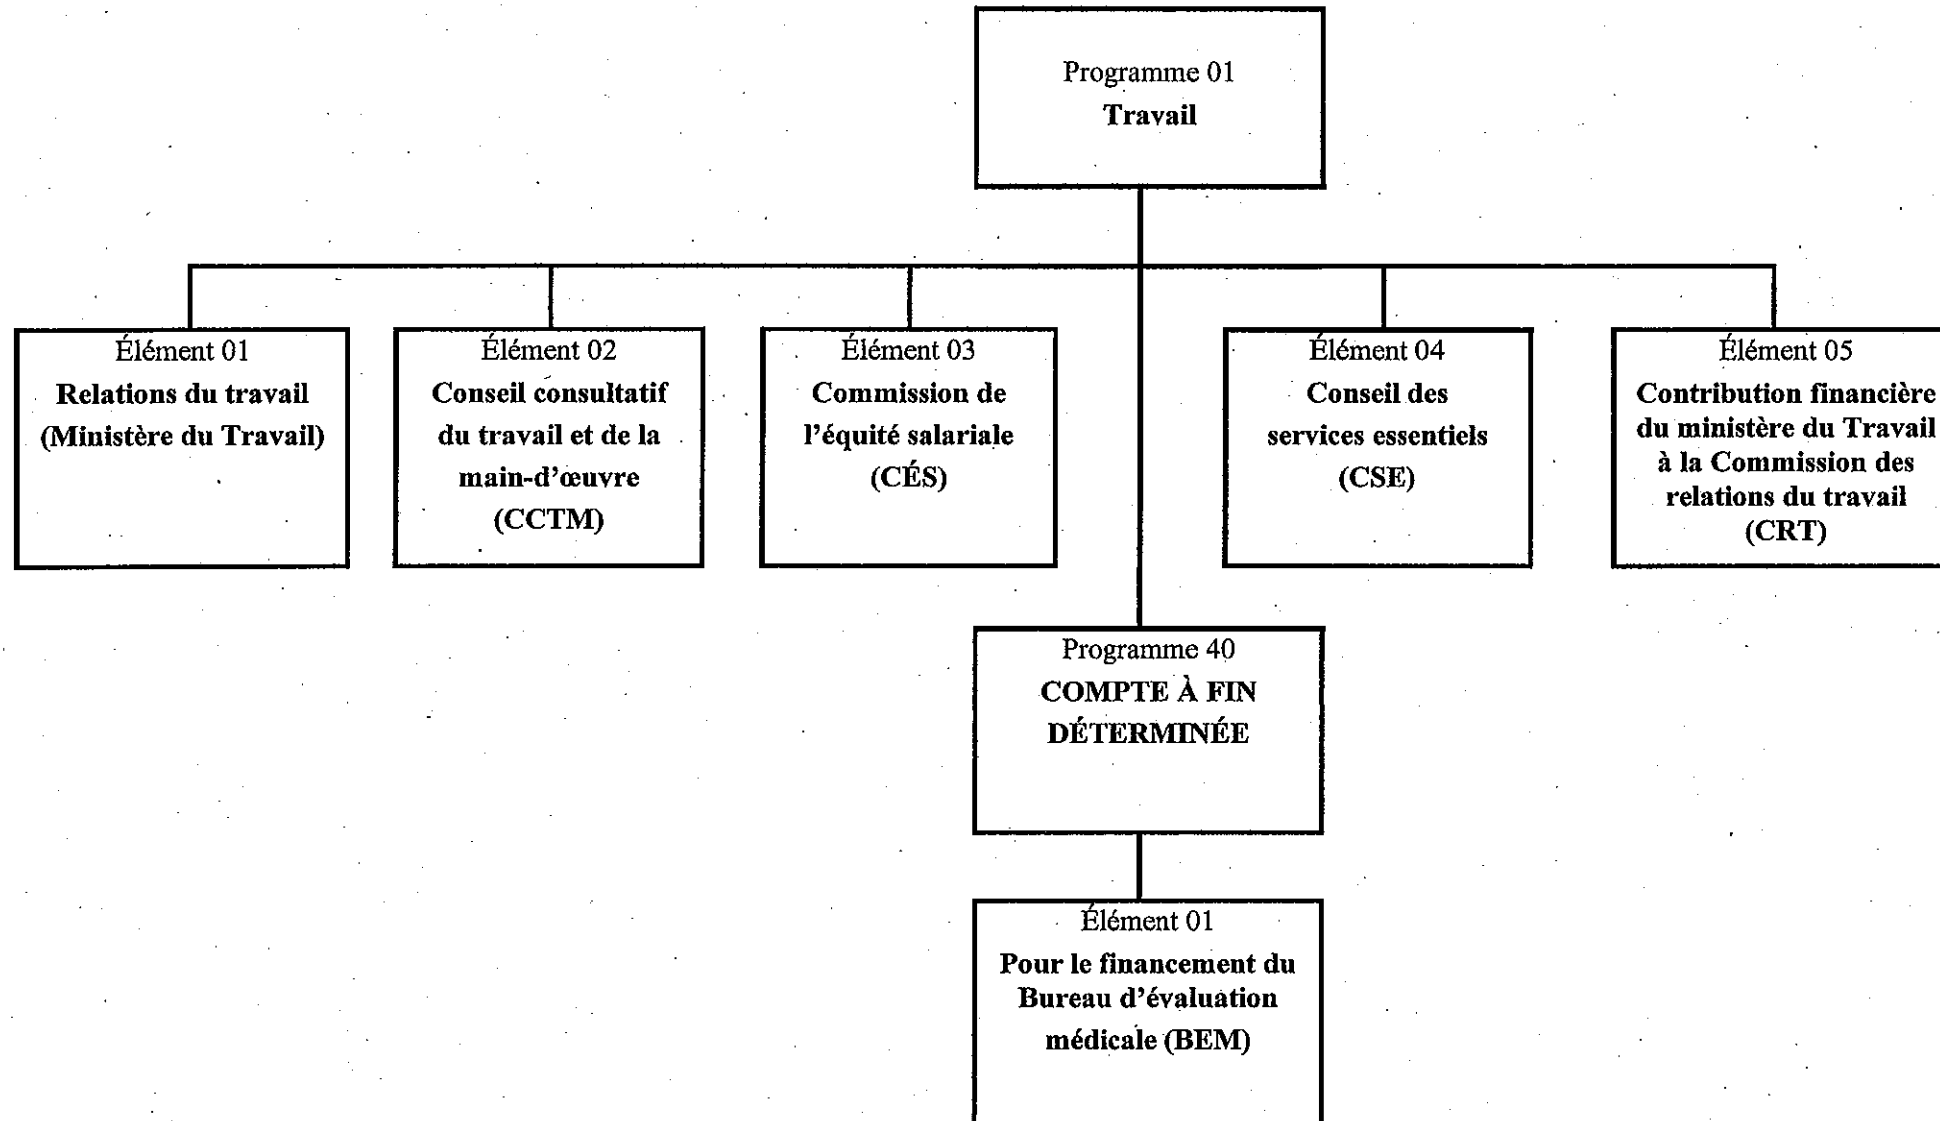 Programme 01
Travail
Élément 01
Relations du travail
(Ministère du Travail)
Élément 02
Conseil consultatif
du travail et de la
main-d'œuvre
(CCTM)
Élément 03
Commission de
l'équité salariale
(CÉS)
Élément 04
Conseil des
services essentiels
(CSE)
Élément 05
Contribution financière
du ministère du Travail
à la Commission des
relations du travail
(CRT)
Programme 40
COMPTE À FIN
DÉTERMINÉE
Élément 01
Pour le financement du
Bureau d'évaluation
médicale (BEM)